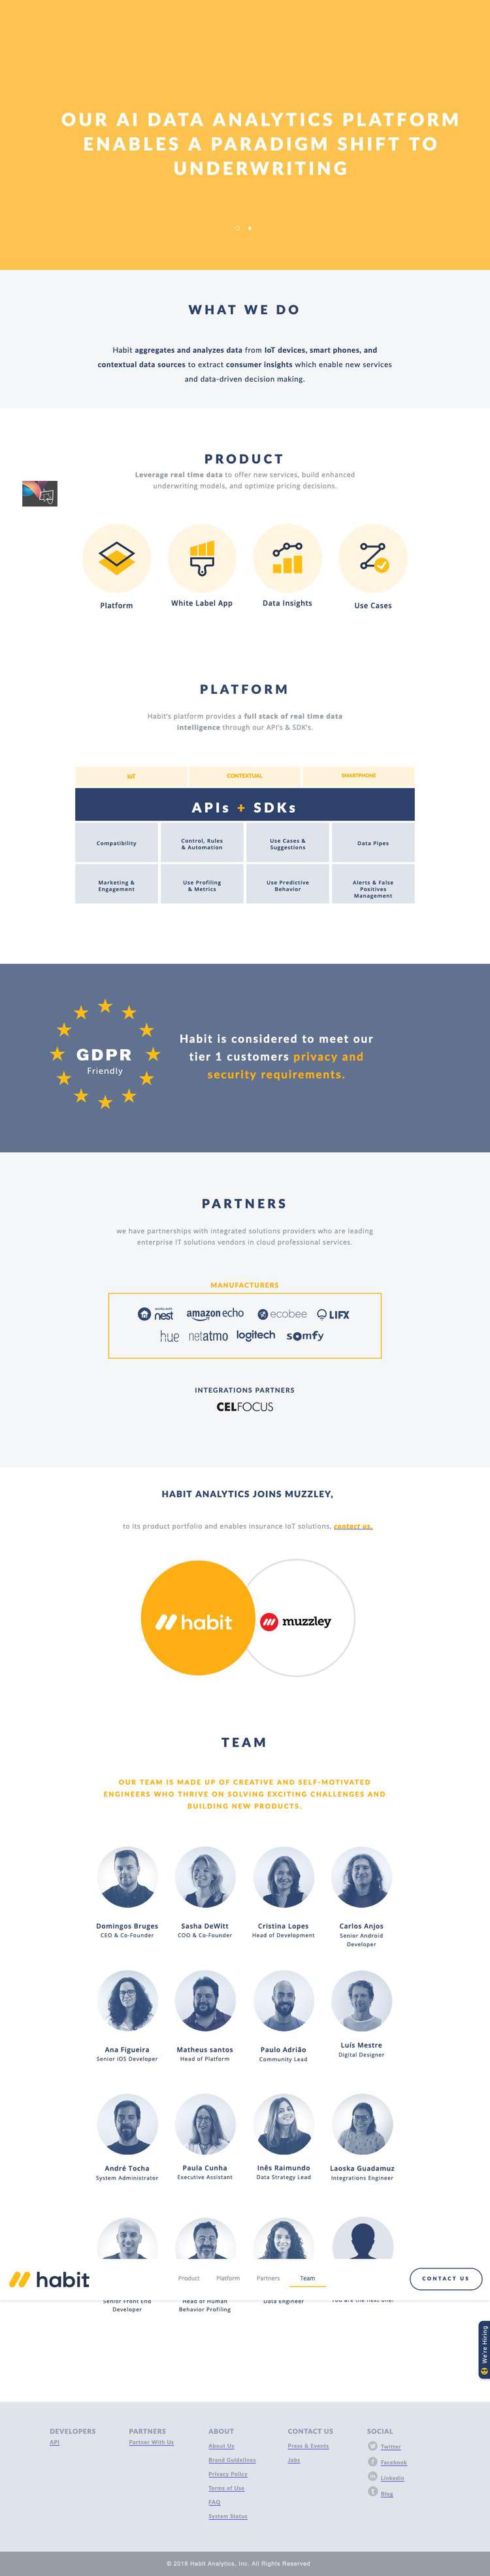 OUR AI DATA ANALYTICS PLATFORM
ENABLES A PARADIGM SHIFT TO
UNDERWRITING
WHAT WE DO
Habit aggregates and analyzes data from IoT devices, smart phones, and
contextual data sources to extract consumer insights which enable new services
and data-driven decision making.
PRODUCT
Leverage real time data to offer new services, build enhanced
underwriting models, and optimize pricing decisions.
Platform
White Label App
Data Insights
Use Cases
PLATFORM
Habit's platform provides a full stack of real time data
intelligence through our API's & SDK's.
IoT
CONTEXTUAL
SMARTPHONE
APIs + SDKs
Compatibility
Control, Rules
& Automation
Use Cases &
Suggestions
Data Pipes
Marketing &
Engagement
Use Profiling
& Metrics
Use Predictive
Behavior
Alerts & False
Positives
Management
GDPR
Friendly
Habit is considered to meet our
tier 1 customers privacy and
security requirements.
PARTNERS
we have partnerships with integrated solutions providers who are leading
enterprise IT solutions vendors in cloud professional services.
MANUFACTURERS
works with
nest
amazon echo
ecobee
LIFX
hue
netatmo
logitech
somfy
INTEGRATIONS PARTNERS
CELFOCUS
HABIT ANALYTICS JOINS MUZZLEY,
to its product portfolio and enables insurance IoT solutions, contact us.
habit
muzzley
TEAM
OUR TEAM IS MADE UP OF CREATIVE AND SELF-MOTIVATED
ENGINEERS WHO THRIVE ON SOLVING EXCITING CHALLENGES AND
BUILDING NEW PRODUCTS.
Domingos Bruges
CEO & Co-Founder
Sasha DeWitt
COO & Co-Founder
Cristina Lopes
Head of Development
Carlos Anjos
Senior Android
Developer
Ana Figueira
Senior iOS Developer
Matheus santos
Head of Platform
Paulo Adrião
Community Lead
Luís Mestre
Digital Designer
André Tocha
System Administrator
Paula Cunha
Executive Assistant
Inês Raimundo
Data Strategy Lead
Laoska Guadamuz
Integrations Engineer
habit
Product
Platform
Partners
Team
CONTACT US
Senior Front End
Developer
Head of Human
Behavior Profiling
Data Engineer
You are the next one!
We're Hiring
DEVELOPERS
API
PARTNERS
Partner With Us
ABOUT
About Us
Brand Guidelines
Privacy Policy
Terms of Use
FAQ
System Status
CONTACT US
Press & Events
Jobs
SOCIAL
Twitter
Facebook
Linkedin
Blog
© 2019 Habit Analytics, Inc. All Rights Reserved